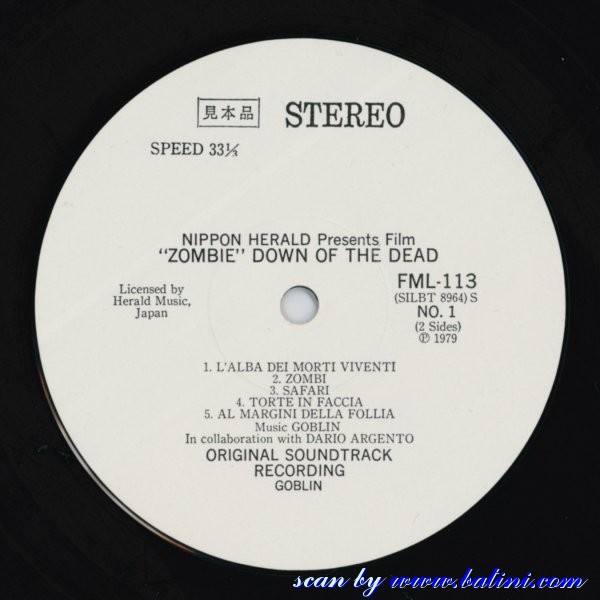 見本品 STEREO
SPEED 33⅓
NIPPON HERALD Presents Film
"ZOMBIE" DOWN OF THE DEAD
Licensed by
Herald Music,
Japan
FML-113
(SILBT 8964) S
NO. 1
(2 Sides)
Ⓟ 1979
1. L'ALBA DEI MORTI VIVENTI
2. ZOMBI
3. SAFARI
4. TORTE IN FACCIA
5. AL MARGINI DELLA FOLLIA
Music GOBLIN
In collaboration with DARIO ARGENTO
ORIGINAL SOUNDTRACK
RECORDING
GOBLIN
scan by www.batini.com